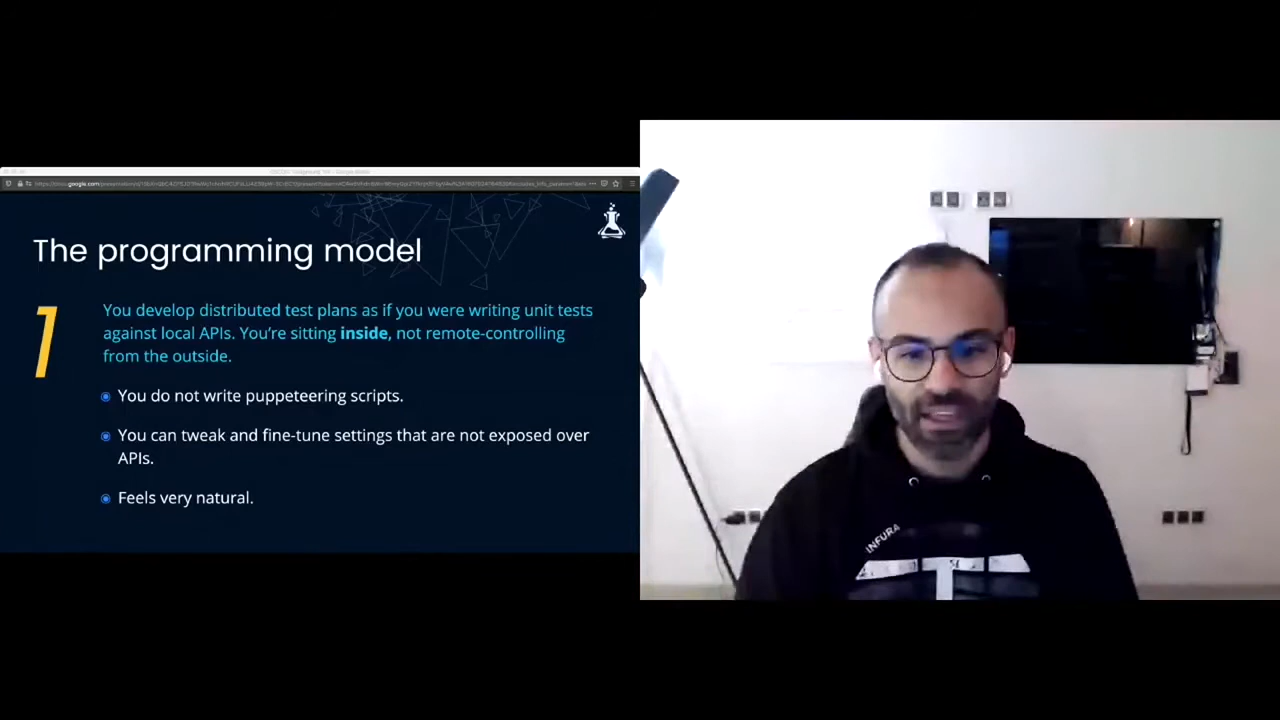 The programming model
1
You develop distributed test plans as if you were writing unit tests
against local APIs. You’re sitting inside, not remote-controlling
from the outside.
You do not write puppeteering scripts.
You can tweak and fine-tune settings that are not exposed over
APIs.
Feels very natural.
INFURA